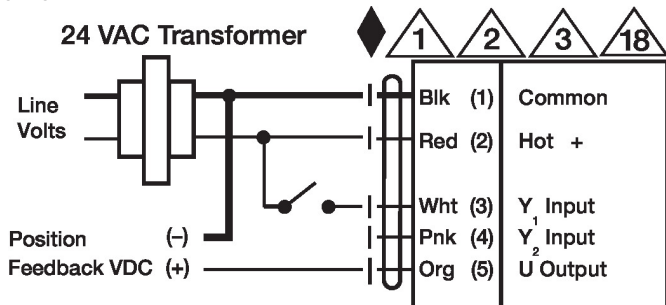 24 VAC Transformer
1 2 3 18
Line
Volts
Blk (1) Common
Red (2) Hot +
Wht (3) Y1 Input
Pnk (4) Y2 Input
Org (5) U Output
Position (–)
Feedback VDC (+)